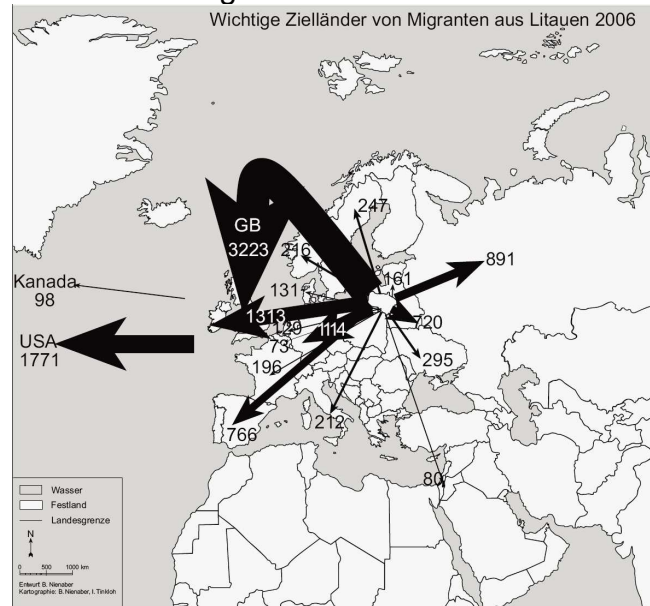 Wichtige Zielländer von Migranten aus Litauen 2006
247
GB
3223
216
891
161
Kanada
98
131
1313
129
1114
720
USA
1771
73
295
196
766
212
80
Wasser
Festland
Landesgrenze
N
0 500 1000 km
Entwurf: B. Nienaber
Kartographie: B. Nienaber, I. Tinkloh